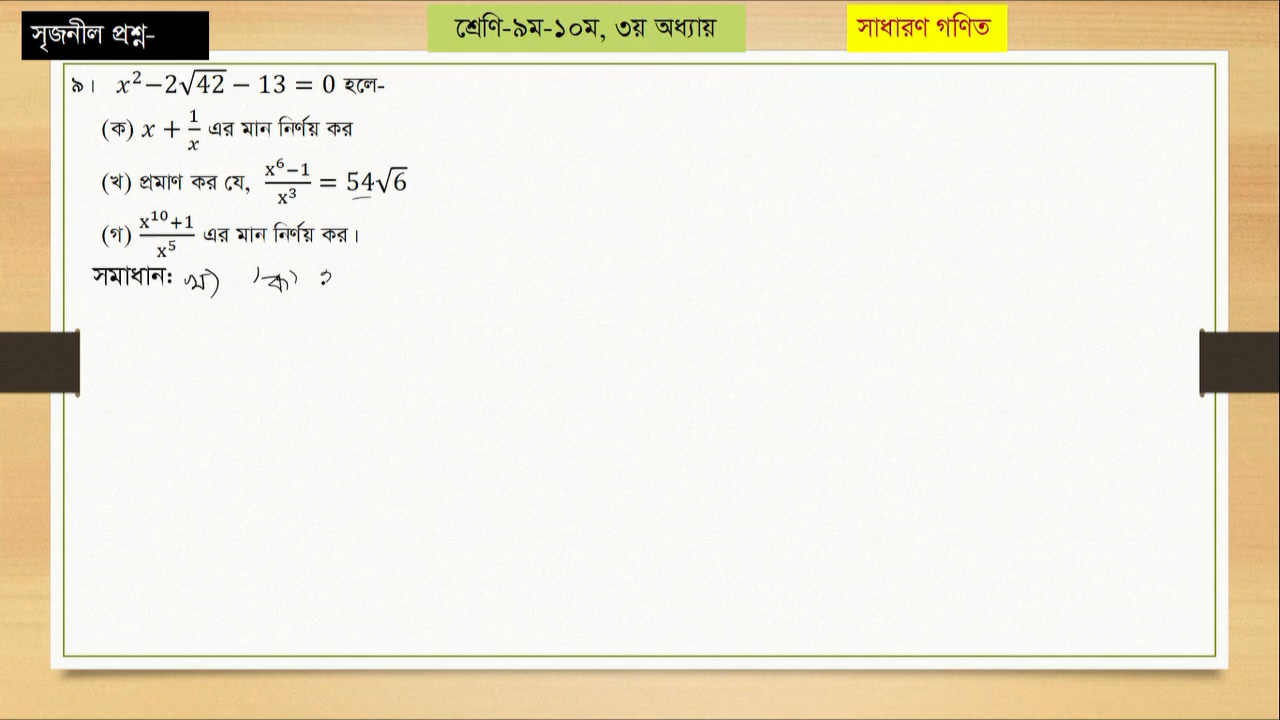 সৃজনীল প্রশ্ন-
শ্রেণি-৯ম-১০ম, ৩য় অধ্যায়
সাধারণ গণিত
৯। x² − 2√42 − 13 = 0 হলে-
(ক) x + 1/x এর মান নির্ণয় কর
(খ) প্রমাণ কর যে, (x⁶−1)/x³ = 54√6
(গ) (x¹⁰+1)/x⁵ এর মান নির্ণয় কর।
সমাধান: খ) 'ক'